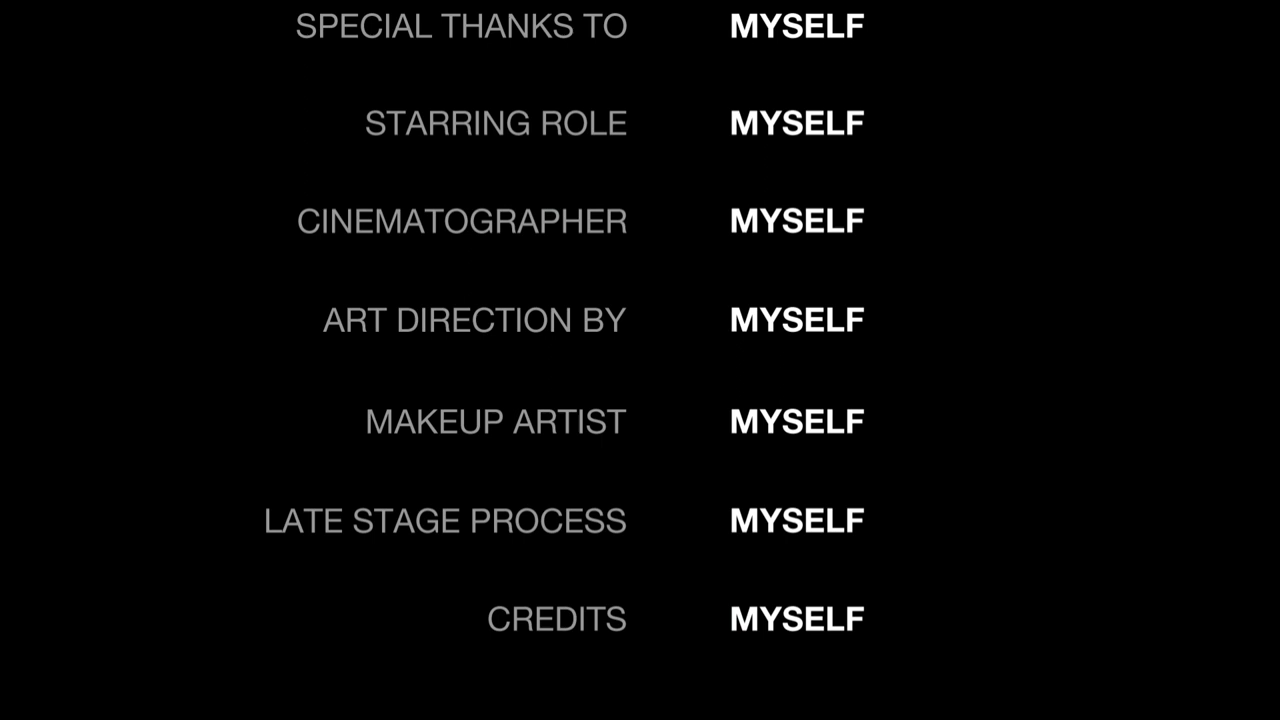 SPECIAL THANKS TO MYSELF
STARRING ROLE MYSELF
CINEMATOGRAPHER MYSELF
ART DIRECTION BY MYSELF
MAKEUP ARTIST MYSELF
LATE STAGE PROCESS MYSELF
CREDITS MYSELF